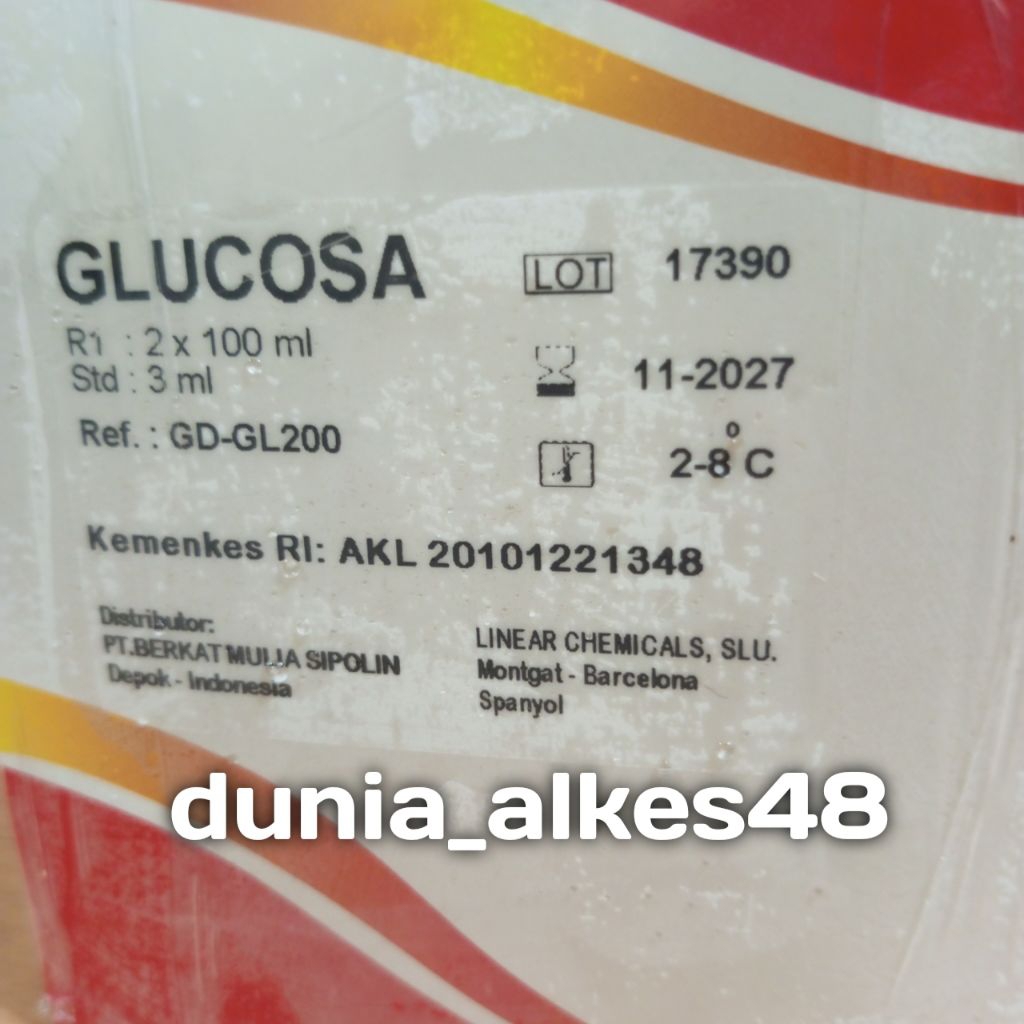 GLUCOSA
R1 : 2 x 100 ml
Std : 3 ml
Ref. : GD-GL200
LOT 17390
11-2027
2-8 °C
Kemenkes RI: AKL 20101221348
Distributor:
PT.BERKAT MULIA SIPOLIN
Depok - Indonesia
LINEAR CHEMICALS, SLU.
Montgat - Barcelona
Spanyol
dunia_alkes48